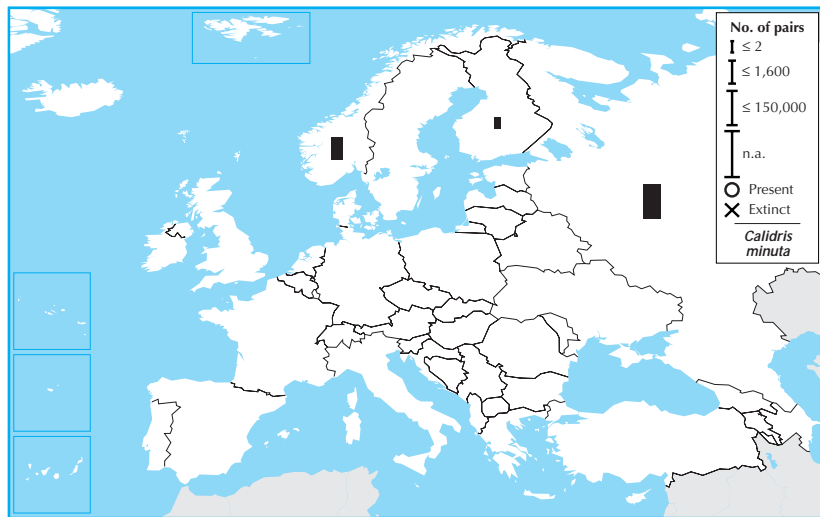 No. of pairs
≤ 2
≤ 1,600
≤ 150,000
n.a.
Present
Extinct
Calidris
minuta